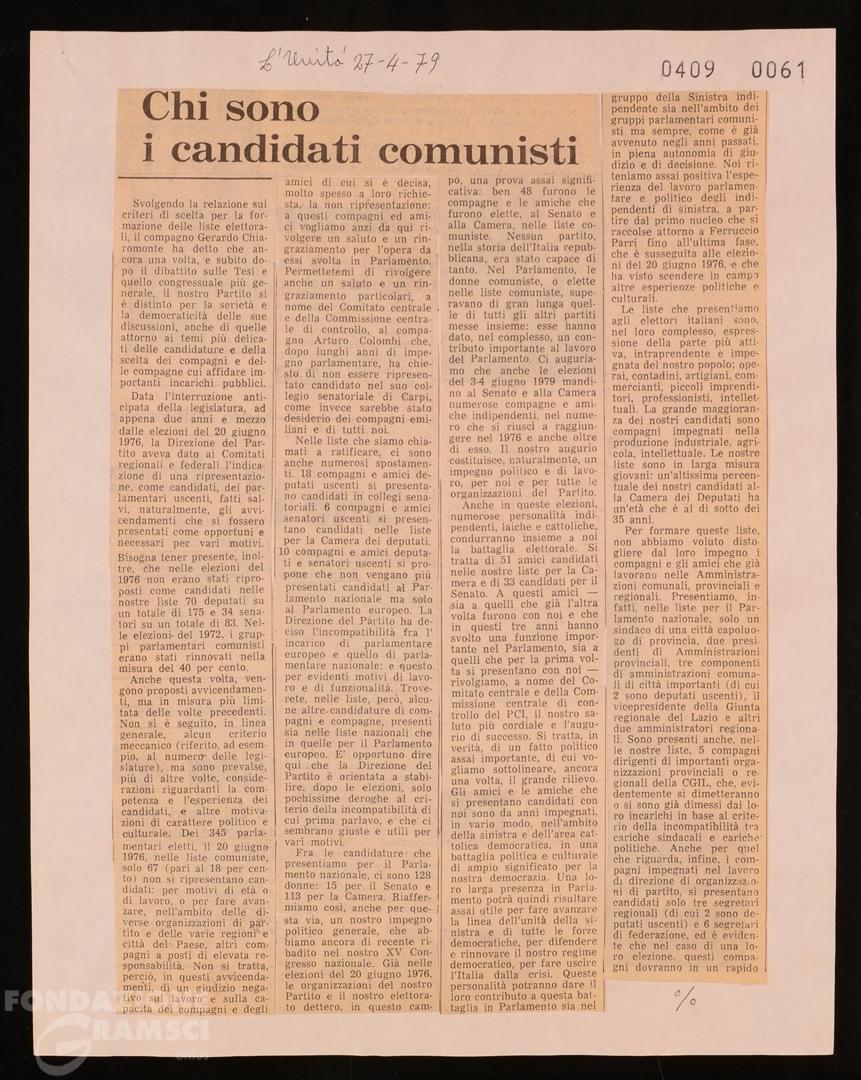 L'Unità 27-4-79
0409 0061
Chi sono
i candidati comunisti
Svolgendo la relazione sui
criteri di scelta per la for-
mazione delle liste elettora-
li, il compagno Gerardo Chia-
romonte ha detto che an-
cora una volta, e subito do-
po il dibattito sulle Tesi e
quello congressuale più ge-
nerale, il nostro Partito si
è distinto per la serietà e
la democraticità delle sue
discussioni, anche di quelle
attorno ai temi più delica-
ti delle candidature e della
scelta dei compagni e del-
le compagne cui affidare im-
portanti incarichi pubblici.
Data l'interruzione anti-
cipata della legislatura, ad
appena due anni e mezzo
dalle elezioni del 20 giugno
1976, la Direzione del Par-
tito aveva dato ai Comitati
regionali e federali l'indica-
zione di una ripresentazio-
ne, come candidati, dei par-
lamentari uscenti, fatti sal-
vi, naturalmente, gli avvi-
cendamenti che si fossero
presentati come opportuni e
necessari per vari motivi.
Bisogna tener presente, inol-
tre, che nelle elezioni del
1976 non erano stati ripro-
posti come candidati nelle
nostre liste 70 deputati su
un totale di 175 e 34 sena-
tori su un totale di 83. Nel-
le elezioni del 1972, i grup-
pi parlamentari comunisti
erano stati rinnovati nella
misura del 40 per cento.
Anche questa volta, ven-
gono proposti avvicendamen-
ti, ma in misura più limi-
tata delle volte precedenti.
Non si è seguito, in linea
generale, alcun criterio
meccanico (riferito, ad esem-
pio, al numero delle legi-
slature), ma sono prevalse,
più di altre volte, conside-
razioni riguardanti la com-
petenza e l'esperienza dei
candidati, e altre motiva-
zioni di carattere politico e
culturale. Dei 345 parla-
mentari eletti, il 20 giugno
1976, nelle liste comuniste,
solo 67 (pari al 18 per cen-
to) non si ripresentano can-
didati: per motivi di età o
di lavoro, o per fare avan-
zare, nell'ambito delle di-
verse organizzazioni di par-
tito e delle varie regioni e
città del Paese, altri com-
pagni a posti di elevata re-
sponsabilità. Non si tratta,
perciò, in questi avvicenda-
menti, di un giudizio nega-
tivo sul lavoro e sulla ca-
pacità dei compagni e degli
amici di cui si è decisa,
molto spesso a loro richie-
sta, la non ripresentazione:
a questi compagni ed ami-
ci vogliamo anzi da qui ri-
volgere un saluto e un rin-
graziamento per l'opera da
essi svolta in Parlamento.
Permettetemi di rivolgere
anche un saluto e un rin-
graziamento particolari, a
nome del Comitato centrale
e della Commissione centra-
le di controllo, al compa-
gno Arturo Colombi che,
dopo lunghi anni di impe-
gno parlamentare, ha chie-
sto di non essere ripresen-
tato candidato nel suo col-
legio senatoriale di Carpi,
come invece sarebbe stato
desiderio dei compagni emi-
liani e di tutti noi.
Nelle liste che siamo chia-
mati a ratificare, ci sono
anche numerosi spostamen-
ti. 18 compagni e amici de-
putati uscenti si presenta-
no candidati in collegi sena-
toriali. 6 compagni e amici
senatori uscenti si presen-
tano candidati nelle liste
per la Camera dei deputati.
10 compagni e amici deputa-
ti e senatori uscenti si pro-
pone che non vengano più
presentati candidati al Par-
lamento nazionale ma solo
al Parlamento europeo. La
Direzione del Partito ha de-
ciso l'incompatibilità fra l'
incarico di parlamentare
europeo e quello di parla-
mentare nazionale: e questo
per evidenti motivi di lavo-
ro e di funzionalità. Trove-
rete, nelle liste, però, alcu-
ne altre candidature di com-
pagni e compagne, presenti
sia nelle liste nazionali che
in quelle per il Parlamento
europeo. E' opportuno dire
qui che la Direzione del
Partito è orientata a stabi-
lire, dopo le elezioni, solo
pochissime deroghe al cri-
terio della incompatibilità di
cui prima parlavo, e che ci
sembrano giuste e utili per
vari motivi.
Fra le candidature che
presentiamo per il Parla-
mento nazionale, ci sono 128
donne: 15 per il Senato e
113 per la Camera. Riaffer-
miamo così, anche per que-
sta via, un nostro impegno
politico generale, che ab-
biamo ancora di recente ri-
badito nel nostro XV Con-
gresso nazionale. Già nelle
elezioni del 20 giugno 1976,
le organizzazioni del nostro
Partito e il nostro elettora-
to dettero, in questo cam-
po, una prova assai signifi-
cativa: ben 48 furono le
compagne e le amiche che
furono elette, al Senato e
alla Camera, nelle liste co-
muniste. Nessun partito,
nella storia dell'Italia repub-
blicana, era stato capace di
tanto. Nel Parlamento, le
donne comuniste, o elette
nelle liste comuniste, supe-
ravano di gran lunga quel-
le di tutti gli altri partiti
messe insieme: esse hanno
dato, nel complesso, un con-
tributo importante al lavoro
del Parlamento. Ci auguria-
mo che anche le elezioni
del 3-4 giugno 1979 mandi-
no al Senato e alla Camera
numerose compagne e ami-
che indipendenti, nel nume-
ro che si riuscì a raggiun-
gere nel 1976 e anche oltre
di esso. Il nostro augurio
costituisce, naturalmente, un
impegno politico e di lavo-
ro, per noi e per tutte le
organizzazioni del Partito.
Anche in queste elezioni,
numerose personalità indi-
pendenti, laiche e cattoliche,
condurranno insieme a noi
la battaglia elettorale. Si
tratta di 51 amici candidati
nelle nostre liste per la Ca-
mera e di 33 candidati per il
Senato. A questi amici —
sia a quelli che già l'altra
volta furono con noi e che
in questi tre anni hanno
svolto una funzione impor-
tante nel Parlamento, sia a
quelli che per la prima vol-
ta si presentano con noi —
rivolgiamo, a nome del Co-
mitato centrale e della Com-
missione centrale di con-
trollo del PCI, il nostro sa-
luto più cordiale e l'augu-
rio di successo. Si tratta, in
verità, di un fatto politico
assai importante, di cui vo-
gliamo sottolineare, ancora
una volta, il grande rilievo.
Gli amici e le amiche che
si presentano candidati con
noi sono da anni impegnati,
in vario modo, nell'ambito
della sinistra e dell'area cat-
tolica democratica, in una
battaglia politica e culturale
di ampio significato per la
nostra democrazia. Una lo-
ro larga presenza in Parla-
mento potrà quindi risultare
assai utile per fare avanzare
la linea dell'unità della si-
nistra e di tutte le forze
democratiche, per difendere
e rinnovare il nostro regime
democratico, per fare uscire
l'Italia dalla crisi. Queste
personalità potranno dare il
loro contributo a questa bat-
taglia in Parlamento sia nel
gruppo della Sinistra indi-
pendente sia nell'ambito dei
gruppi parlamentari comuni-
sti ma sempre, come è già
avvenuto negli anni passati,
in piena autonomia di giu-
dizio e di decisione. Noi ri-
teniamo assai positiva l'espe-
rienza del lavoro parlamen-
tare e politico degli indi-
pendenti di sinistra, a par-
tire dal primo nucleo che si
raccolse attorno a Ferruccio
Parri fino all'ultima fase,
che è susseguita alle elezio-
ni del 20 giugno 1976, e che
ha visto scendere in campo
altre esperienze politiche e
culturali.
Le liste che presentiamo
agli elettori italiani sono,
nel loro complesso, espres-
sione della parte più atti-
va, intraprendente e impe-
gnata del nostro popolo: ope-
rai, contadini, artigiani, com-
mercianti, piccoli imprendi-
tori, professionisti, intellet-
tuali. La grande maggioran-
za dei nostri candidati sono
compagni impegnati nella
produzione industriale, agri-
cola, intellettuale. Le nostre
liste sono in larga misura
giovani: un'altissima percen-
tuale dei nostri candidati al-
la Camera dei Deputati ha
un'età che è al di sotto dei
35 anni.
Per formare queste liste,
non abbiamo voluto disto-
gliere dal loro impegno i
compagni e gli amici che già
lavorano nelle Amministra-
zioni comunali, provinciali e
regionali. Presentiamo, in-
fatti, nelle liste per il Par-
lamento nazionale, solo un
sindaco di una città capoluo-
go di provincia, due presi-
denti di Amministrazioni
provinciali, tre componenti
di amministrazioni comuna-
li di città importanti (di cui
2 sono deputati uscenti), il
vicepresidente della Giunta
regionale del Lazio e altri
due amministratori regiona-
li. Sono presenti anche, nel-
le nostre liste, 5 compagni
dirigenti di importanti orga-
nizzazioni provinciali o re-
gionali della CGIL, che, evi-
dentemente si dimetteranno
o si sono già dimessi dai lo-
ro incarichi in base al crite-
rio della incompatibilità tra
cariche sindacali e cariche
politiche. Anche per quel
che riguarda, infine, i com-
pagni impegnati nel lavoro
di direzione di organizzazio-
ni di partito, si presentano
candidati solo tre segretari
regionali (di cui 2 sono de-
putati uscenti) e 6 segretari
di federazione, ed è eviden-
te che nel caso di una lo-
ro elezione, questi compa-
gni dovranno in un rapido
%
FONDAZIONE
GRAMSCI
onlus